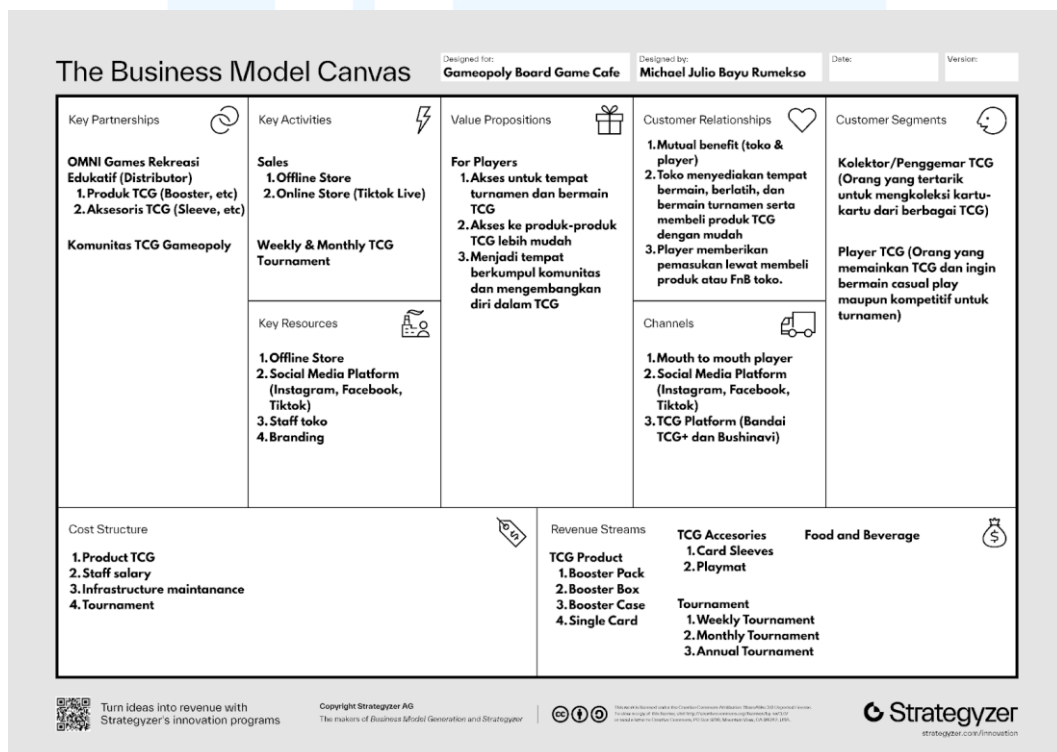 The Business Model Canvas
Designed for:
Gameopoly Board Game Cafe
Designed by:
Michael Julio Bayu Rumekso
Date:
Version:
Key Partnerships
OMNI Games Rekreasi
Edukatif (Distributor)
1. Produk TCG (Booster, etc)
2. Aksesoris TCG (Sleeve, etc)
Komunitas TCG Gameopoly
Key Activities
Sales
1. Offline Store
2. Online Store (Tiktok Live)
Weekly & Monthly TCG
Tournament
Key Resources
1. Offline Store
2. Social Media Platform
(Instagram, Facebook,
Tiktok)
3. Staff toko
4. Branding
Value Propositions
For Players
1. Akses untuk tempat
turnamen dan bermain
TCG
2. Akses ke produk-produk
TCG lebih mudah
3. Menjadi tempat
berkumpul komunitas
dan mengembangkan
diri dalam TCG
Customer Relationships
1. Mutual benefit (toko &
player)
2. Toko menyediakan tempat
bermain, berlatih, dan
bermain turnamen serta
membeli produk TCG
dengan mudah
3. Player memberikan
pemasukan lewat membeli
produk atau FnB toko.
Channels
1. Mouth to mouth player
2. Social Media Platform
(Instagram, Facebook,
Tiktok)
3. TCG Platform (Bandai
TCG+ dan Bushinavi)
Customer Segments
Kolektor/Penggemar TCG
(Orang yang tertarik
untuk mengkoleksi kartu-
kartu dari berbagai TCG)
Player TCG (Orang yang
memainkan TCG dan ingin
bermain casual play
maupun kompetitif untuk
turnamen)
Cost Structure
1. Product TCG
2. Staff salary
3. Infrastructure maintanance
4. Tournament
Revenue Streams
TCG Product
1. Booster Pack
2. Booster Box
3. Booster Case
4. Single Card
TCG Accesories
1. Card Sleeves
2. Playmat
Tournament
1. Weekly Tournament
2. Monthly Tournament
3. Annual Tournament
Food and Beverage
Turn ideas into revenue with
Strategyzer's innovation programs
Copyright Strategyzer AG
The makers of Business Model Generation and Strategyzer
Strategyzer
strategyzer.com/innovation